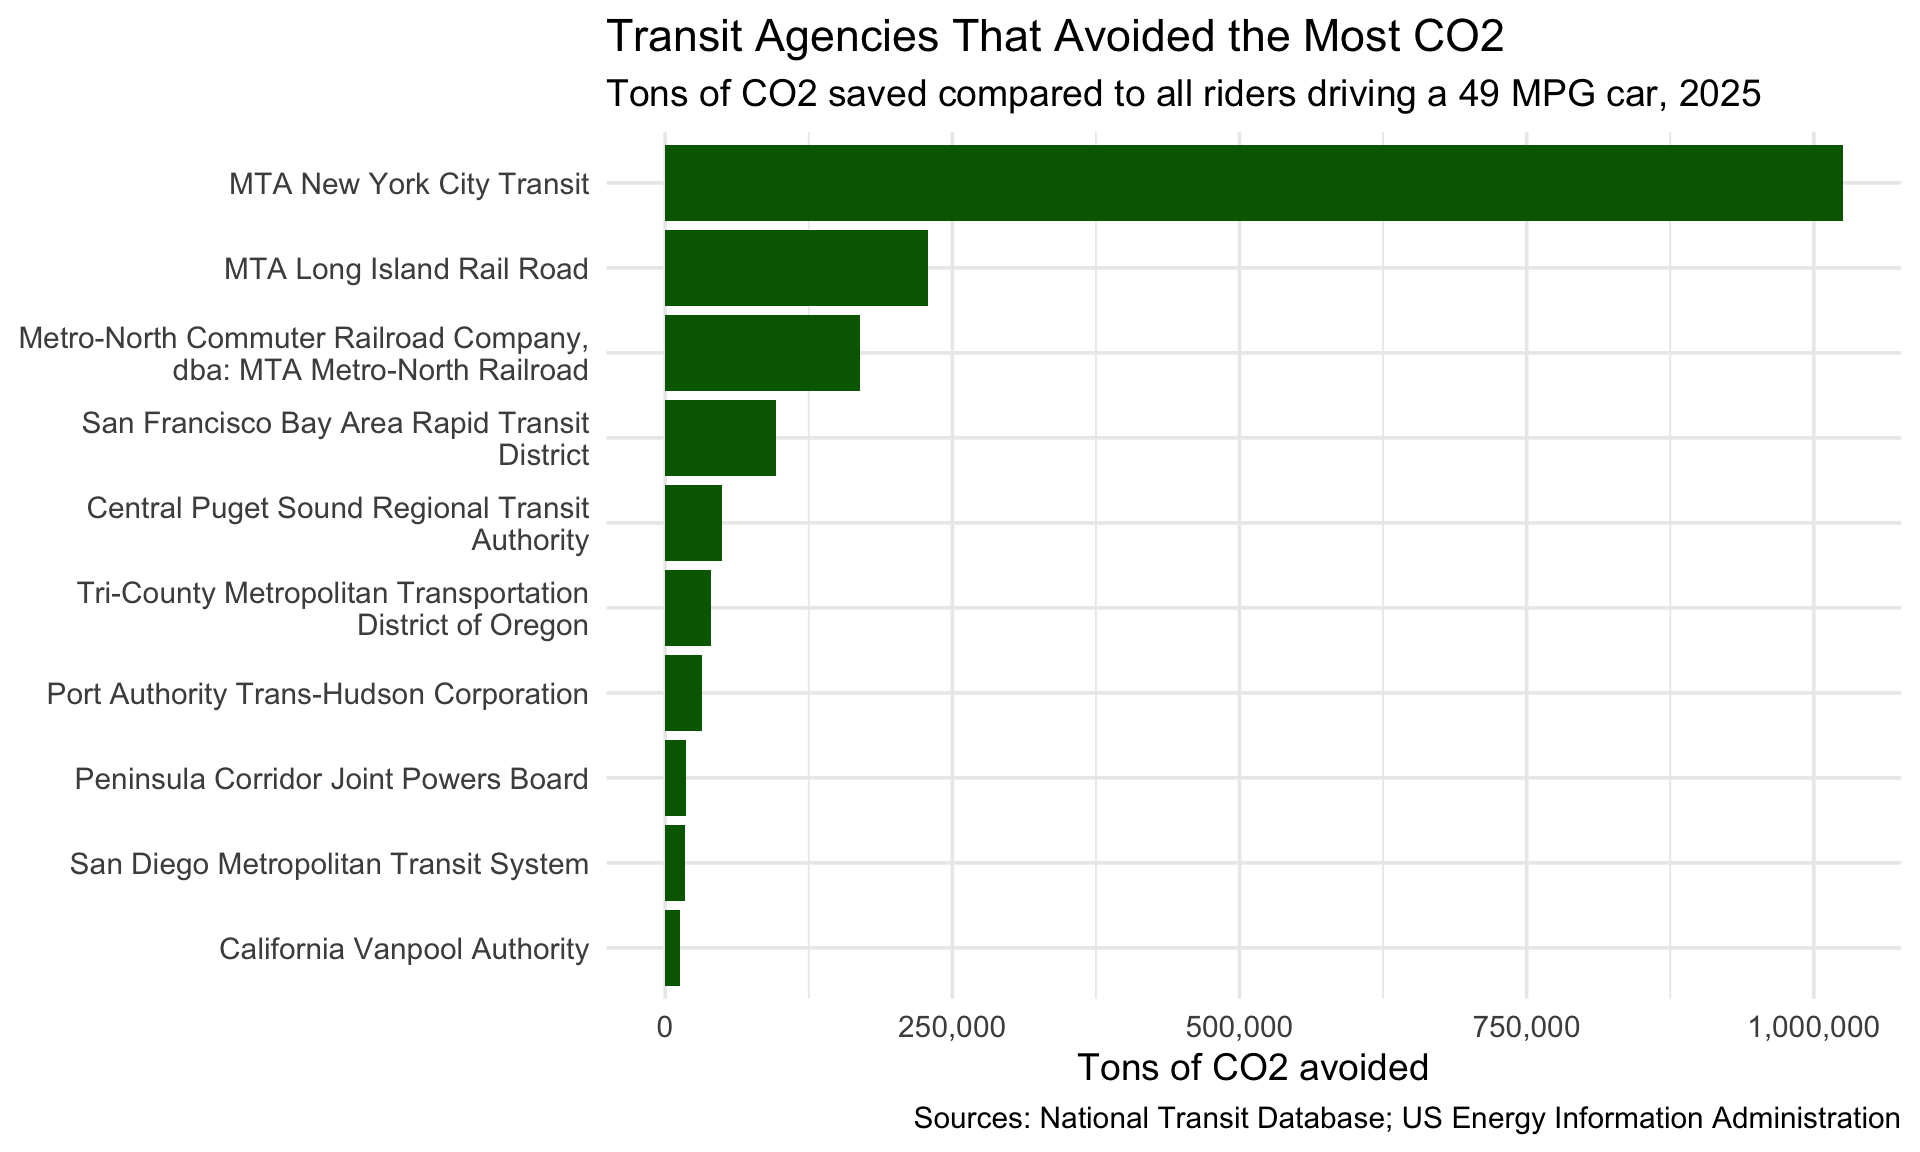 Transit Agencies That Avoided the Most CO2
Tons of CO2 saved compared to all riders driving a 49 MPG car, 2025
MTA New York City Transit
MTA Long Island Rail Road
Metro-North Commuter Railroad Company,
dba: MTA Metro-North Railroad
San Francisco Bay Area Rapid Transit
District
Central Puget Sound Regional Transit
Authority
Tri-County Metropolitan Transportation
District of Oregon
Port Authority Trans-Hudson Corporation
Peninsula Corridor Joint Powers Board
San Diego Metropolitan Transit System
California Vanpool Authority
0 250,000 500,000 750,000 1,000,000
Tons of CO2 avoided
Sources: National Transit Database; US Energy Information Administration